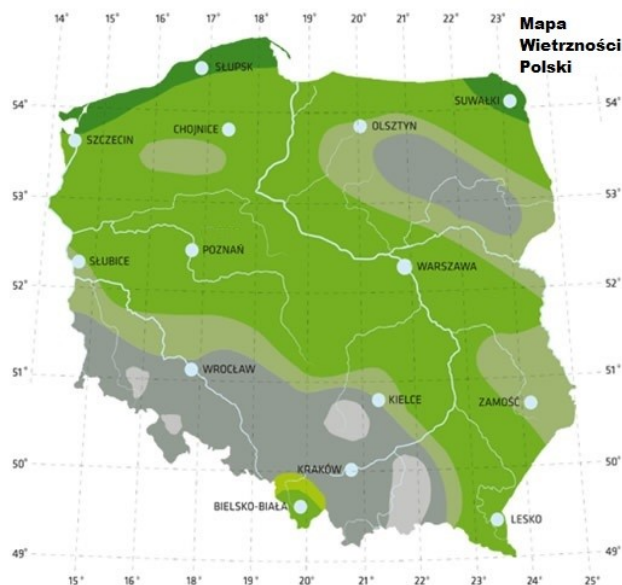 14° 15° 16° 17° 18° 19° 20° 21° 22° 23°
Mapa
Wietrzności
Polski
SŁUPSK
54°
SUWAŁKI
54°
CHOJNICE
OLSZTYN
SZCZECIN
53°
53°
POZNAŃ
SŁUBICE
WARSZAWA
52°
52°
WROCŁAW
51°
51°
KIELCE
ZAMOŚĆ
50°
KRAKÓW
50°
BIELSKO-BIAŁA
LESKO
49°
49°
15° 16° 17° 18° 19° 20° 21° 22° 23° 24° 25°